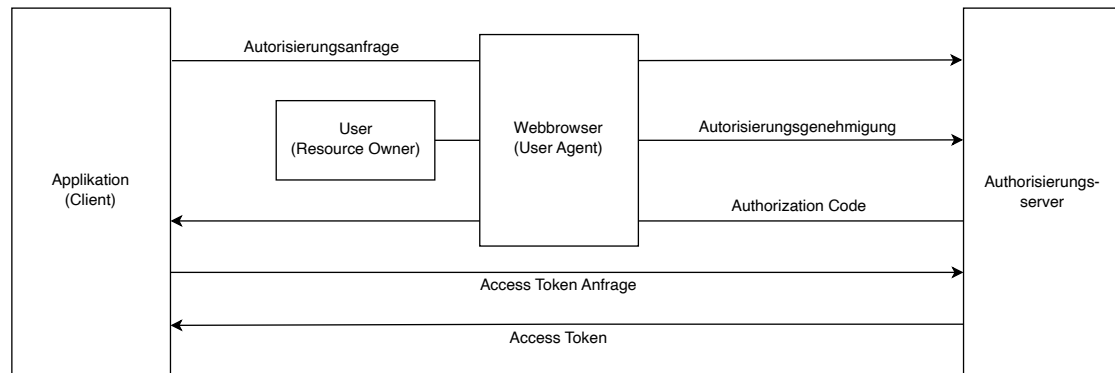 Autorisierungsanfrage
User
(Resource Owner)
Webbrowser
(User Agent)
Autorisierungsgenehmigung
Applikation
(Client)
Authorisierungs-
server
Authorization Code
Access Token Anfrage
Access Token